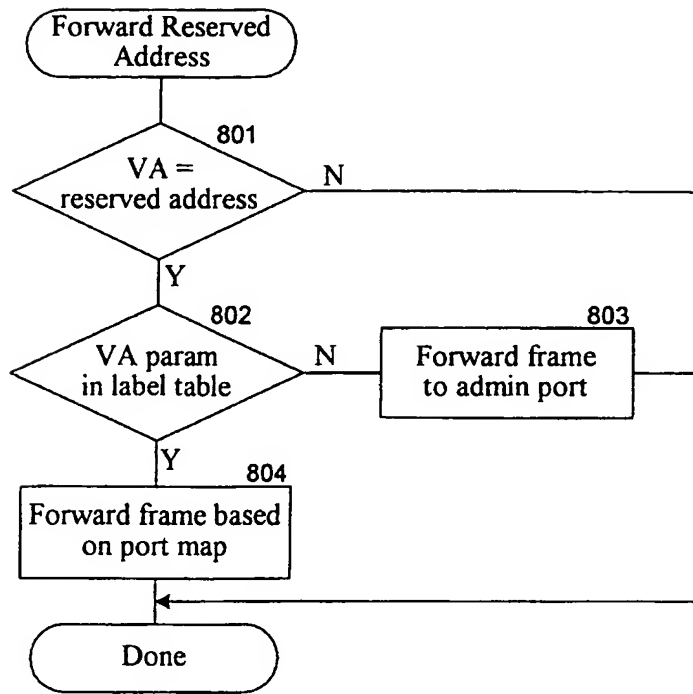 Forward Reserved
Address
801
VA =
reserved address
N
Y
802
VA param
in label table
N
803
Forward frame
to admin port
Y
804
Forward frame based
on port map
Done